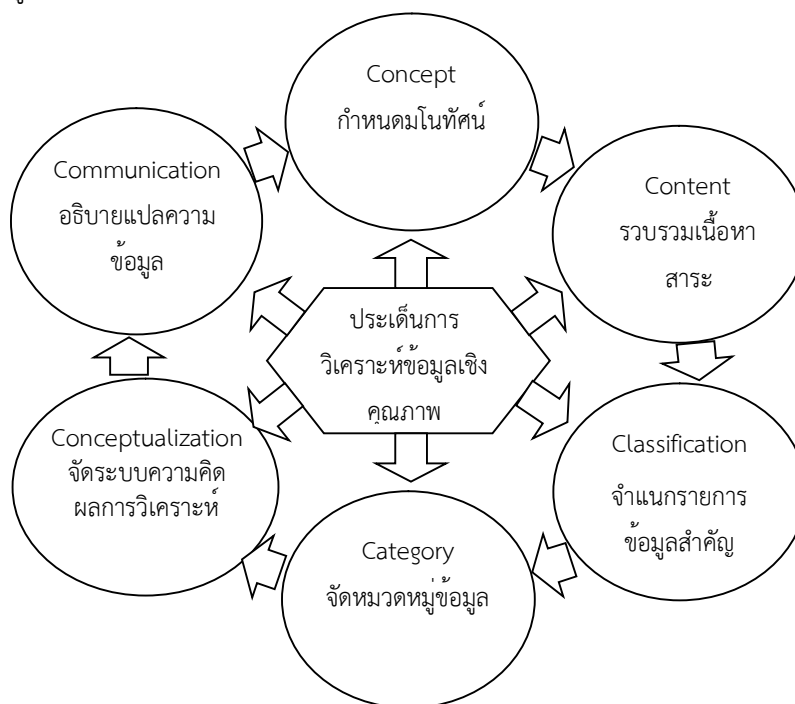 Concept
กำหนดมโนทัศน์
Communication
อธิบายแปลความ
ข้อมูล
Content
รวบรวมเนื้อหา
สาระ
ประเด็นการ
วิเคราะห์ข้อมูลเชิง
คุณภาพ
Conceptualization
จัดระบบความคิด
ผลการวิเคราะห์
Classification
จำแนกรายการ
ข้อมูลสำคัญ
Category
จัดหมวดหมู่ข้อมูล